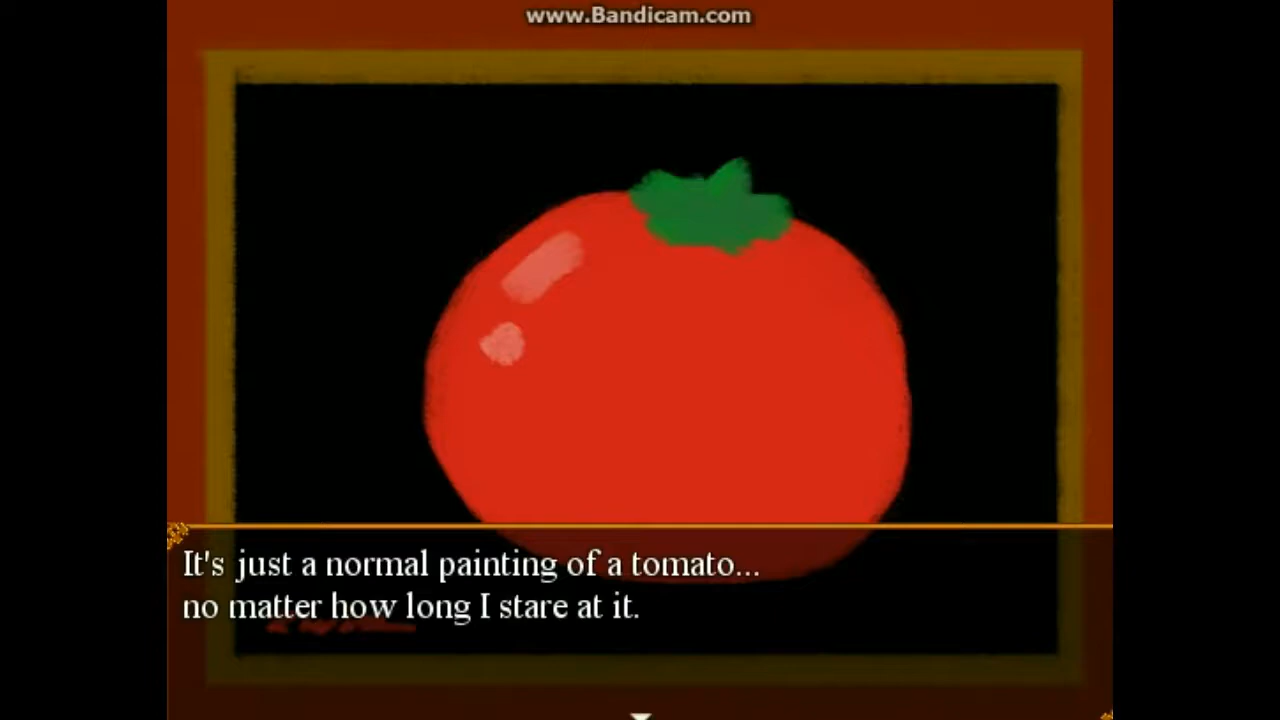 www.Bandicam.com
It's just a normal painting of a tomato...
no matter how long I stare at it.